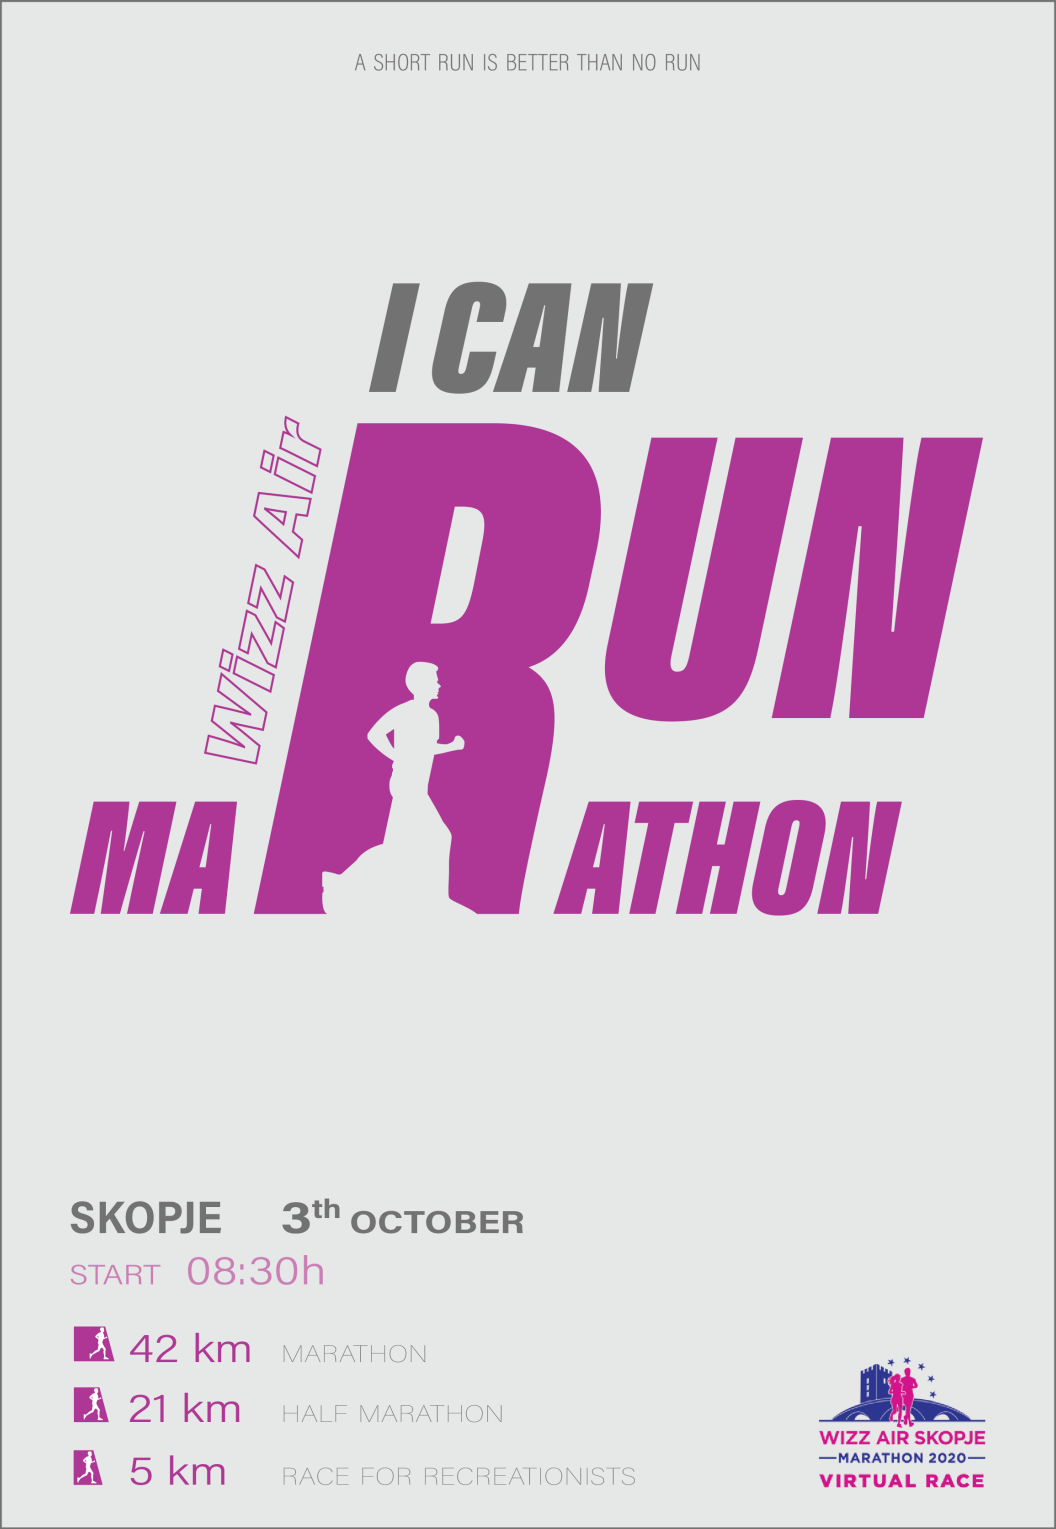 A SHORT RUN IS BETTER THAN NO RUN
I CAN
RUN
Wizz Air
MARATHON
SKOPJE 3th OCTOBER
START 08:30h
42 km MARATHON
21 km HALF MARATHON
5 km RACE FOR RECREATIONISTS
WIZZ AIR SKOPJE
MARATHON 2020
VIRTUAL RACE